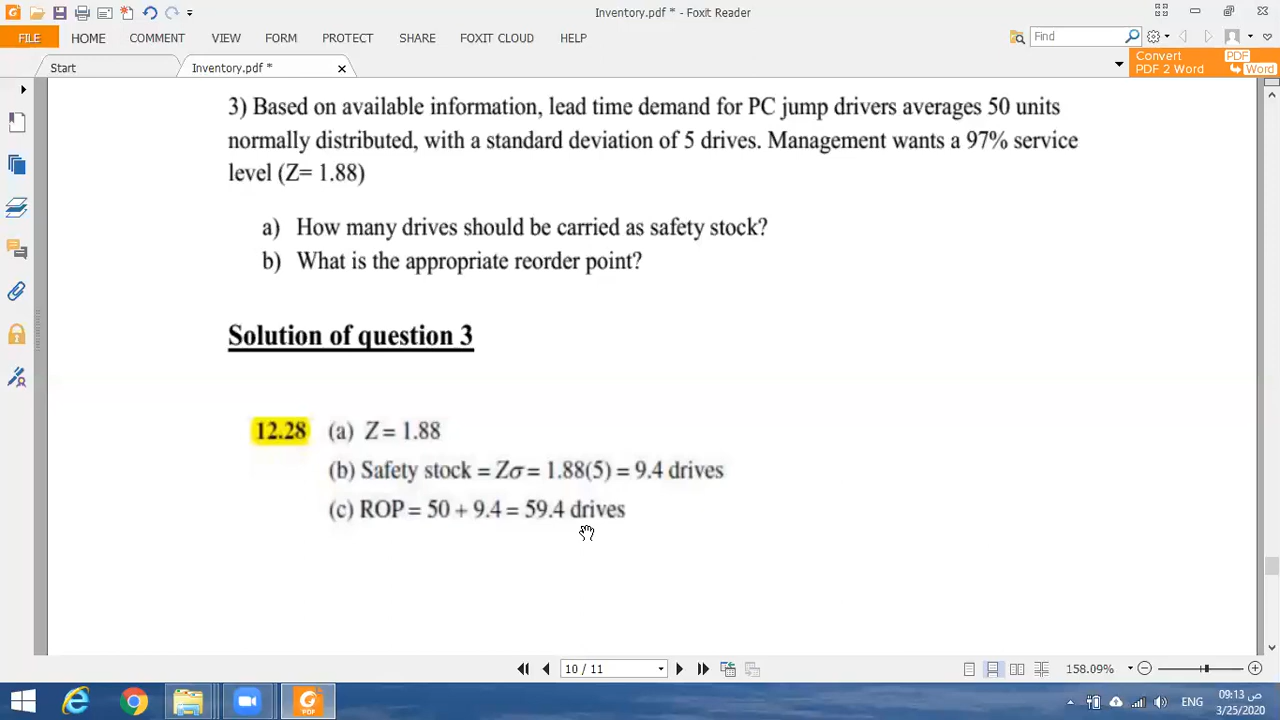 Inventory.pdf * - Foxit Reader
FILE HOME COMMENT VIEW FORM PROTECT SHARE FOXIT CLOUD HELP
Find
Start
Inventory.pdf *
Convert PDF
PDF 2 Word Word
3) Based on available information, lead time demand for PC jump drivers averages 50 units
normally distributed, with a standard deviation of 5 drives. Management wants a 97% service
level (Z= 1.88)
a) How many drives should be carried as safety stock?
b) What is the appropriate reorder point?
Solution of question 3
12.28 (a) Z = 1.88
(b) Safety stock = Zσ = 1.88(5) = 9.4 drives
(c) ROP = 50 + 9.4 = 59.4 drives
10 / 11
158.09%
PDF
ENG
09:13 ص
3/25/2020